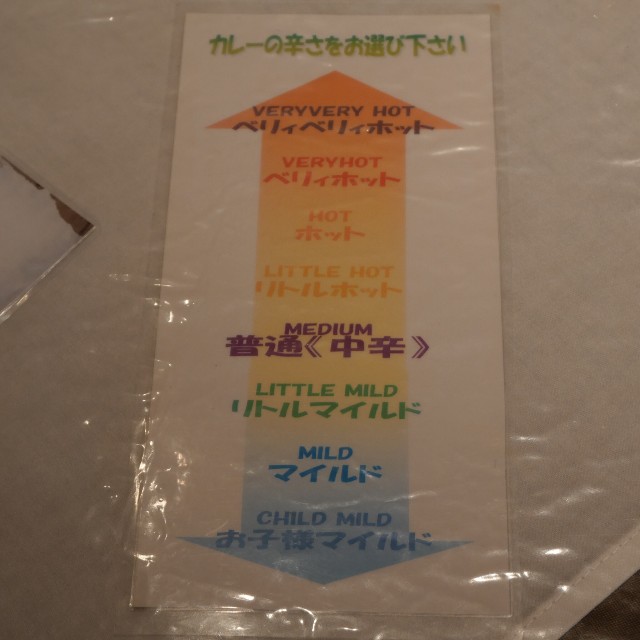 カレーの辛さをお選び下さい
VERYVERY HOT
ベリィベリィホット
VERYHOT
ベリィホット
HOT
ホット
LITTLE HOT
リトルホット
MEDIUM
普通《中辛》
LITTLE MILD
リトルマイルド
MILD
マイルド
CHILD MILD
お子様マイルド